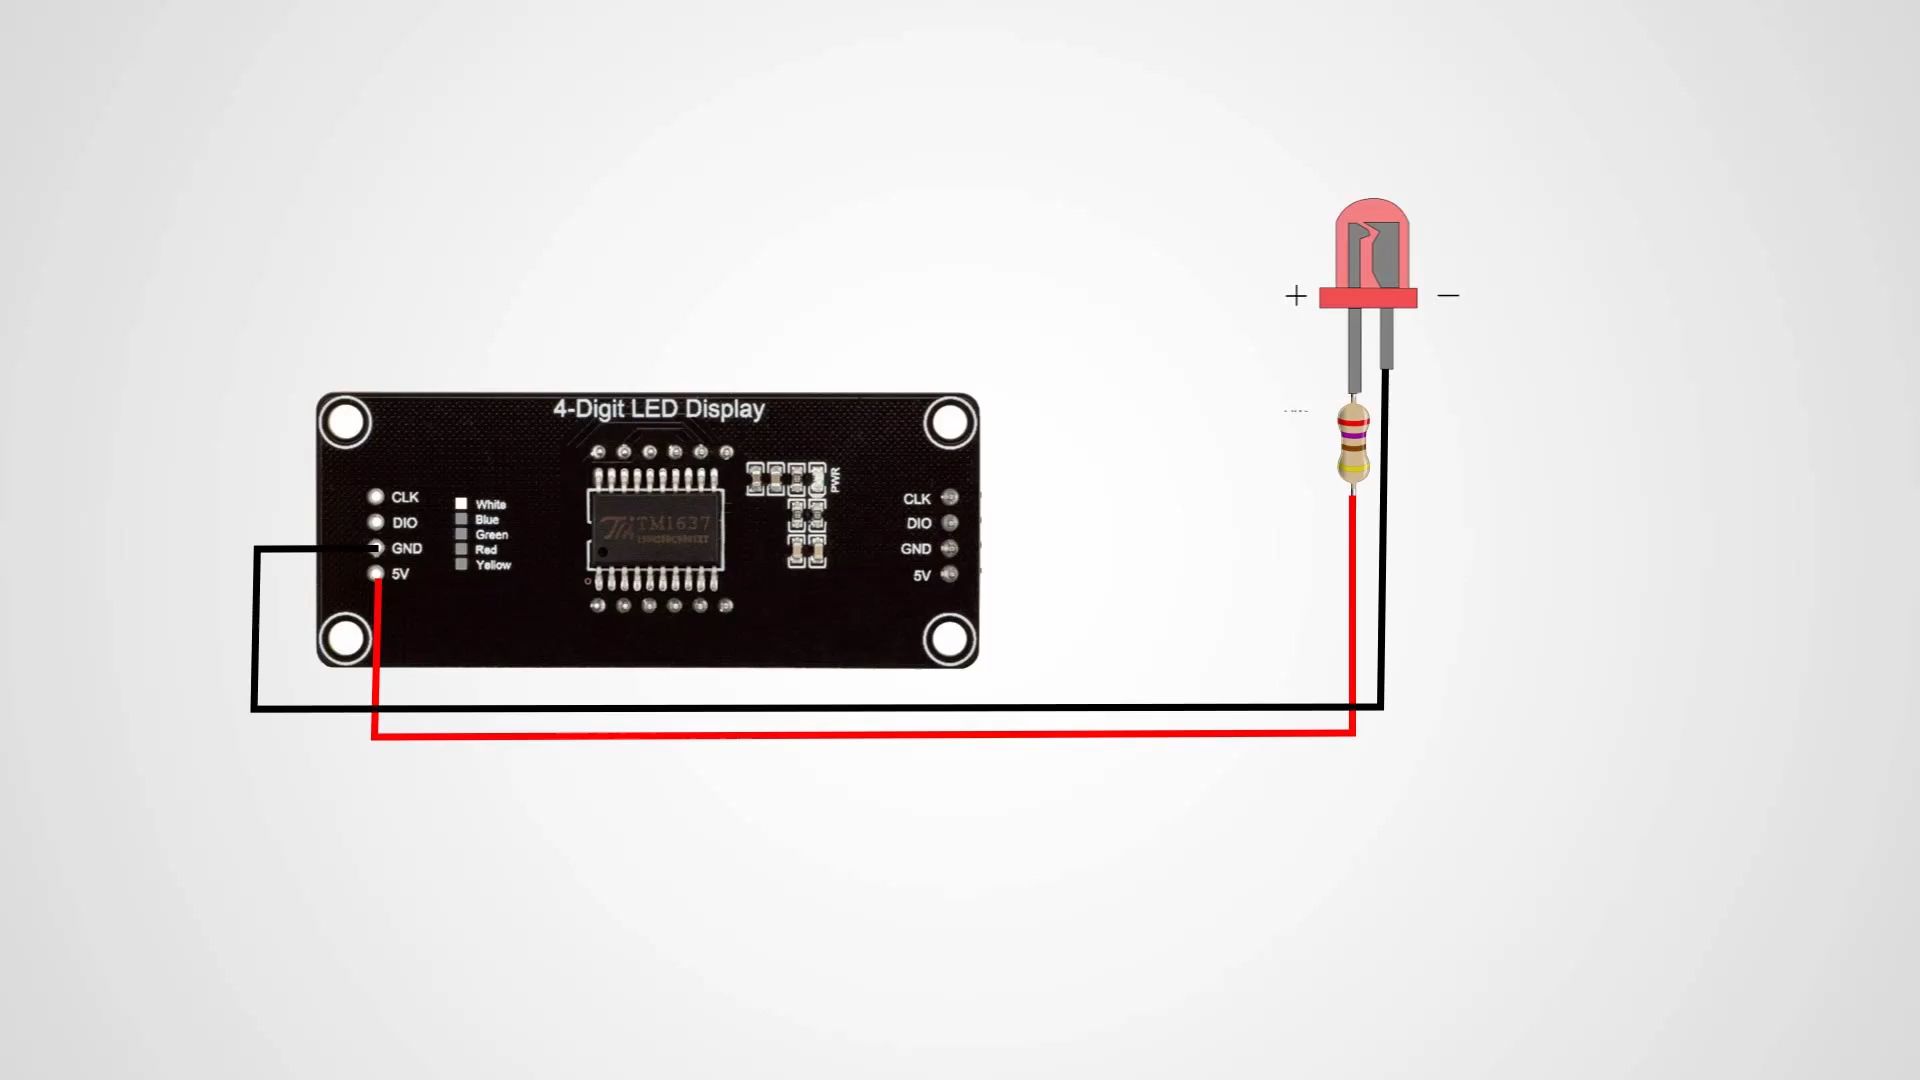 4-Digit LED Display
PWR
CLK
DIO
GND
5V
White
Blue
Green
Red
Yellow
TM1637
CLK
DIO
GND
5V
+
−